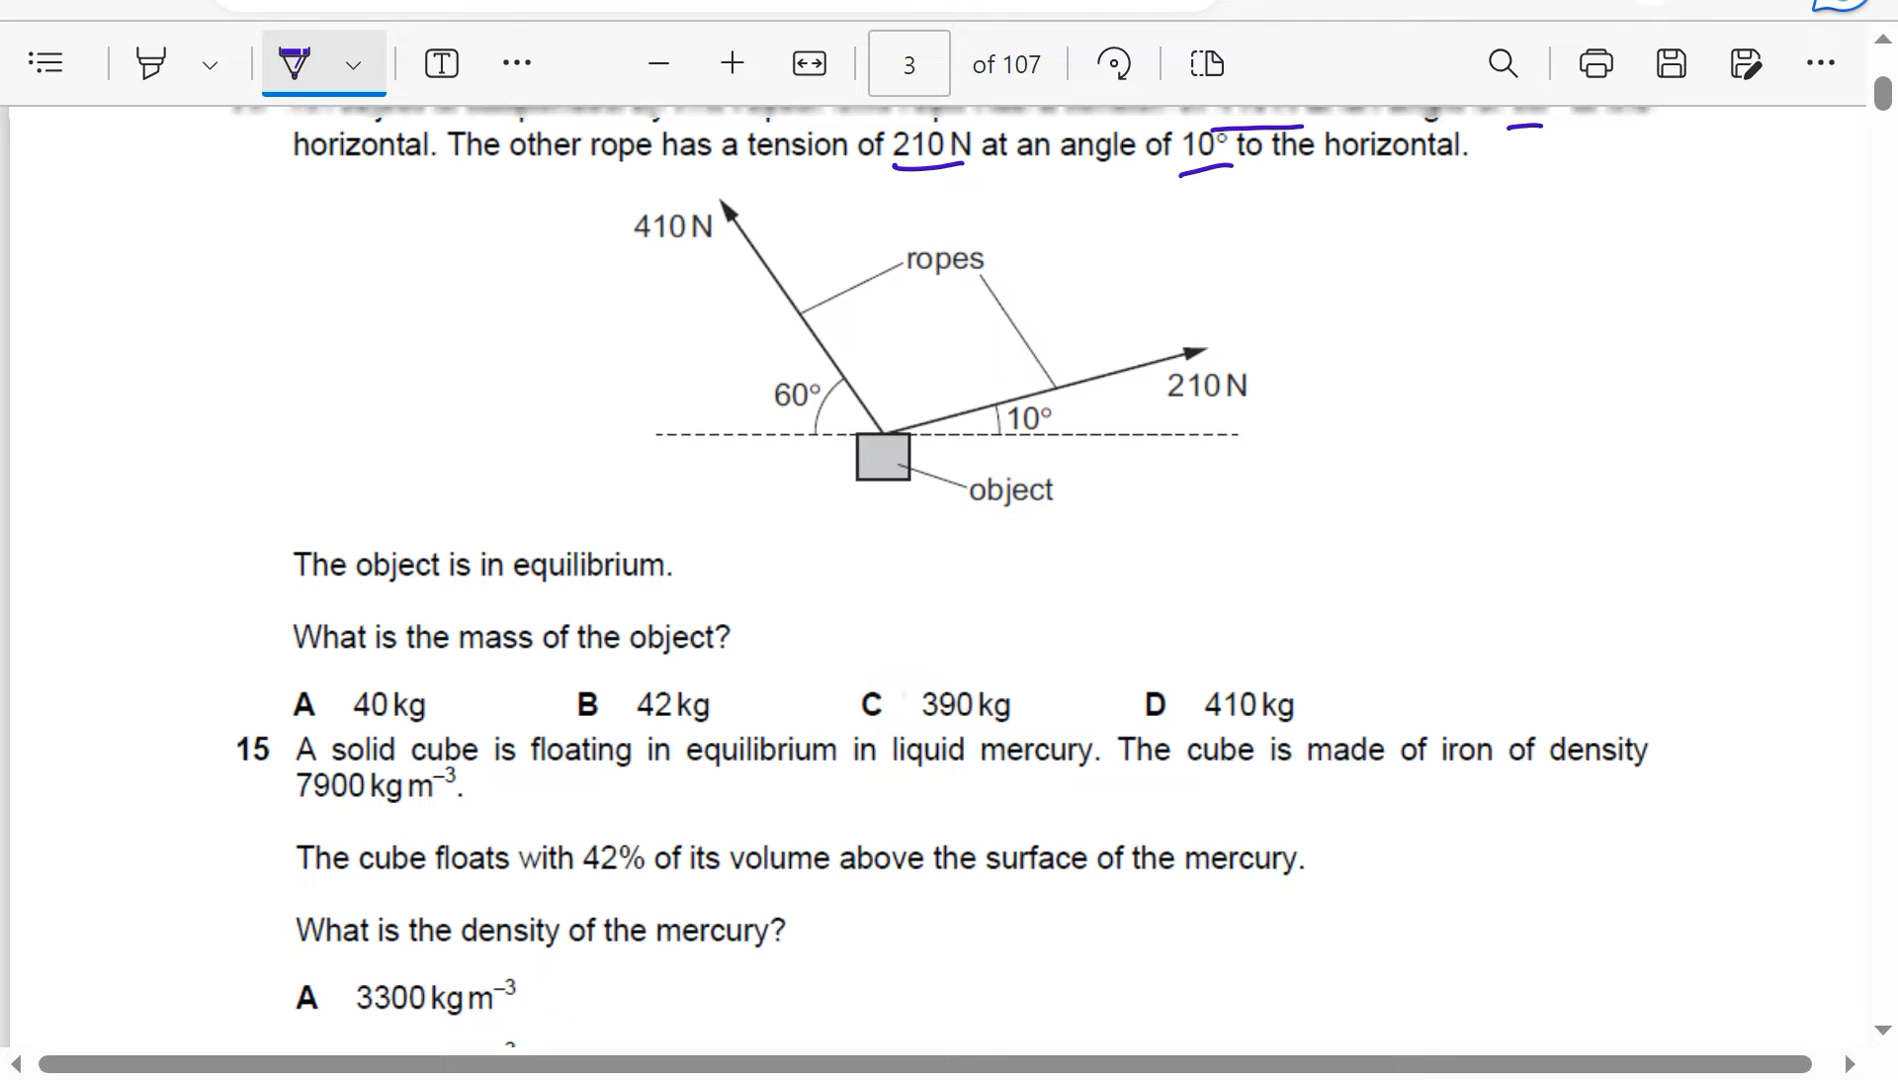 3 of 107
horizontal. The other rope has a tension of 210 N at an angle of 10° to the horizontal.
410 N
ropes
60°
10°
210 N
object
The object is in equilibrium.
What is the mass of the object?
A 40 kg B 42 kg C 390 kg D 410 kg
15 A solid cube is floating in equilibrium in liquid mercury. The cube is made of iron of density
7900 kg m⁻³.
The cube floats with 42% of its volume above the surface of the mercury.
What is the density of the mercury?
A 3300 kg m⁻³